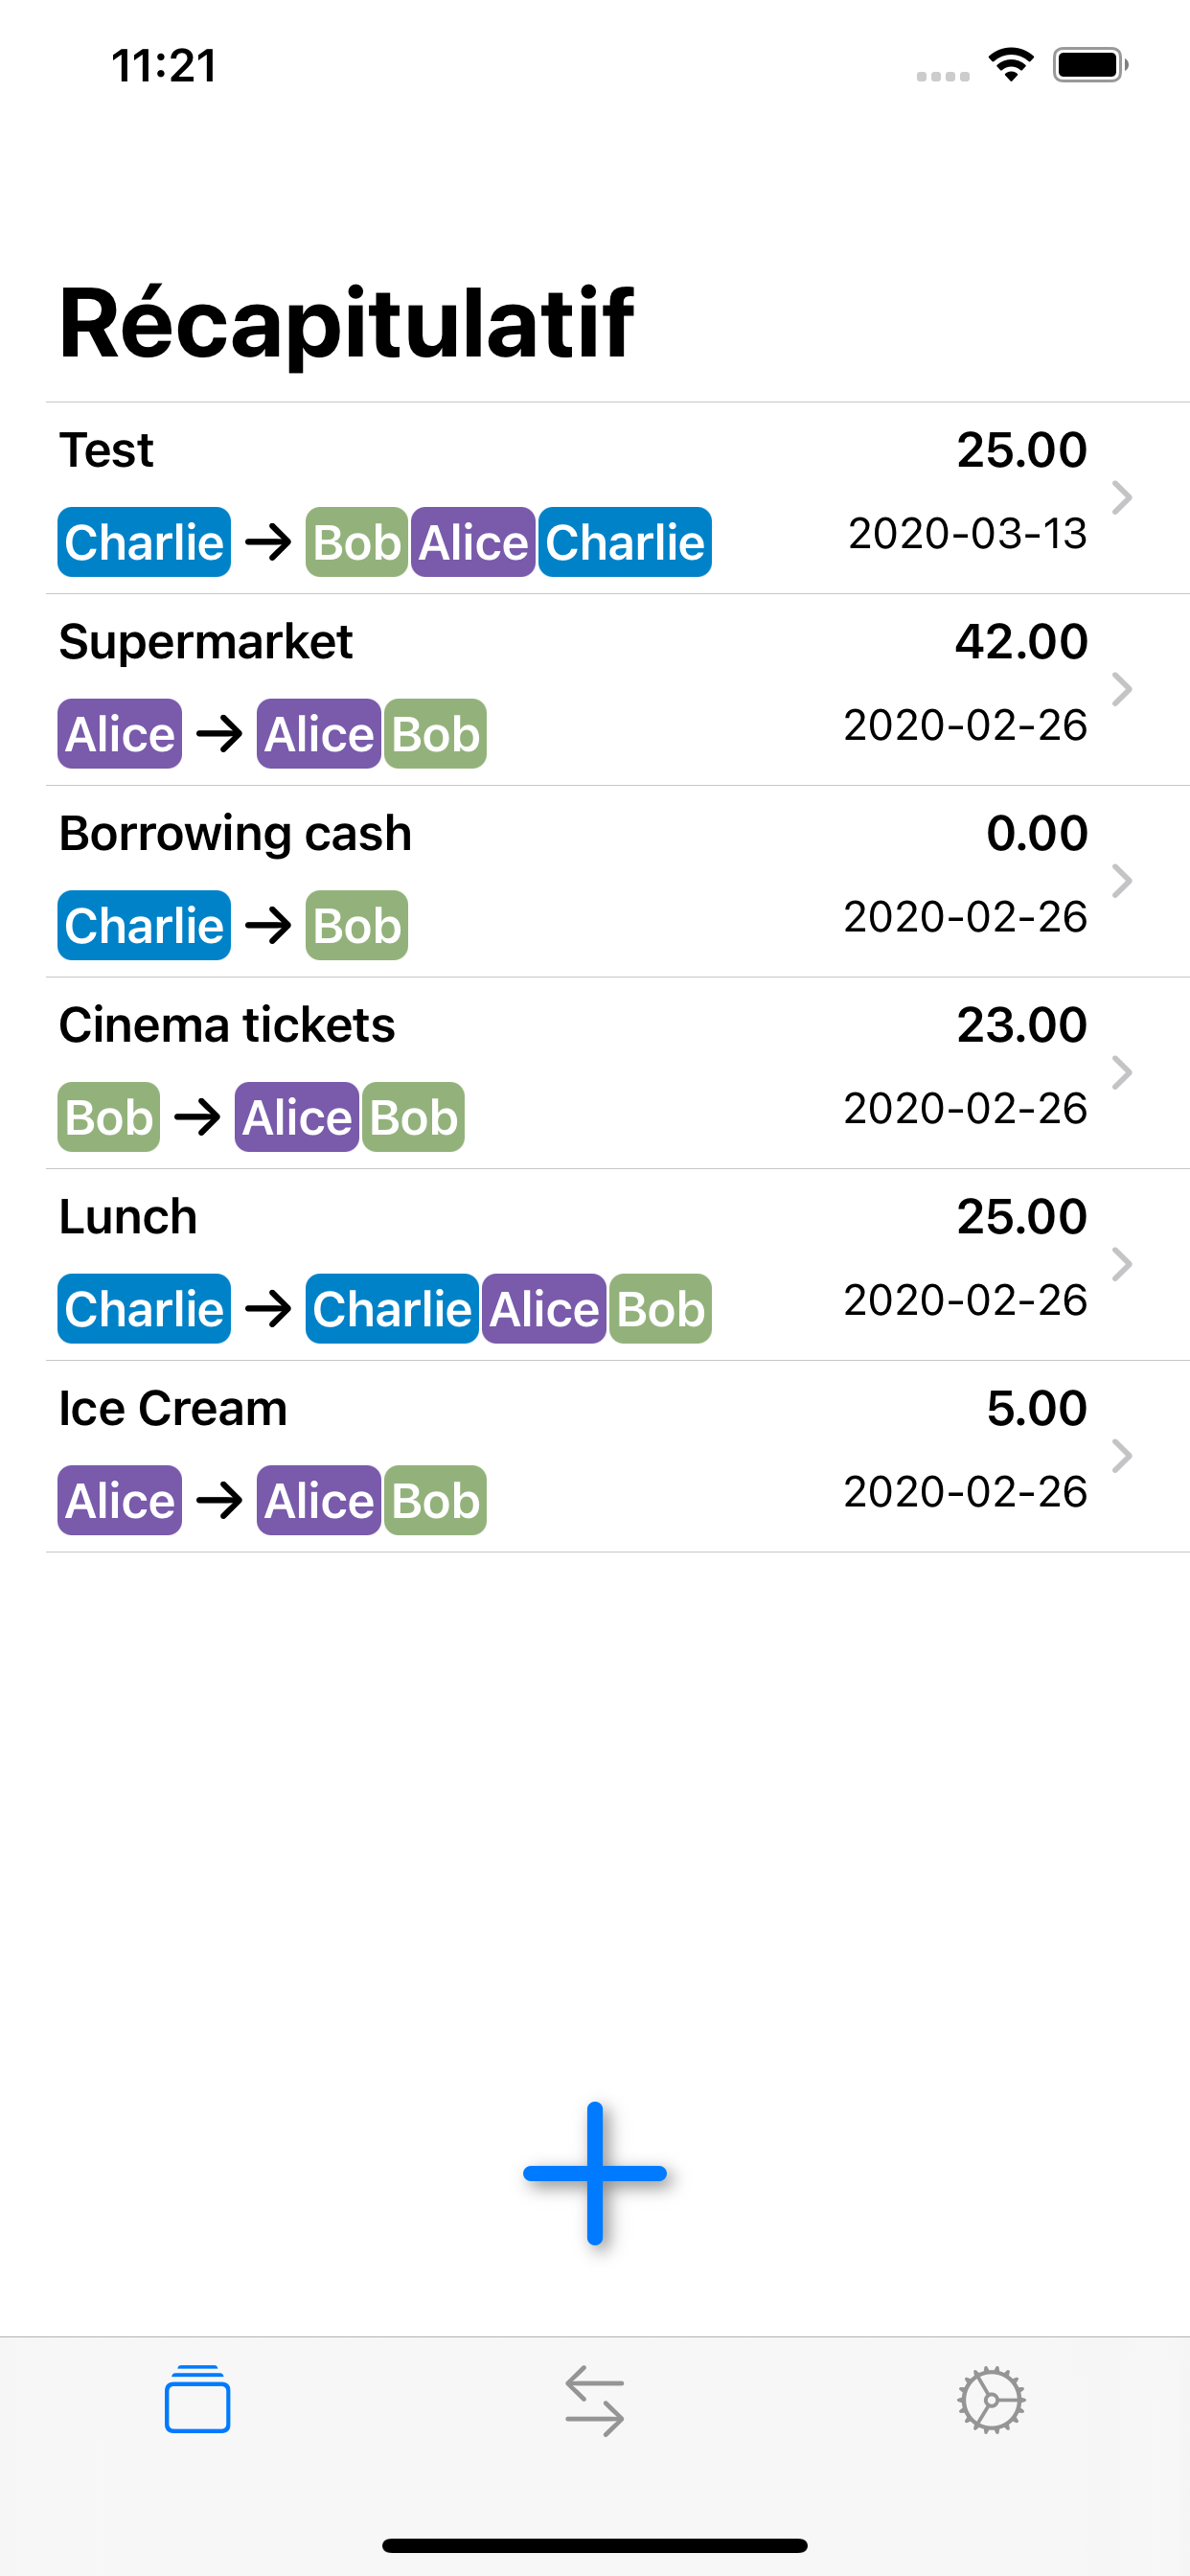 11:21
Récapitulatif
Test 25.00
Charlie → Bob Alice Charlie 2020-03-13
Supermarket 42.00
Alice → Alice Bob 2020-02-26
Borrowing cash 0.00
Charlie → Bob 2020-02-26
Cinema tickets 23.00
Bob → Alice Bob 2020-02-26
Lunch 25.00
Charlie → Charlie Alice Bob 2020-02-26
Ice Cream 5.00
Alice → Alice Bob 2020-02-26